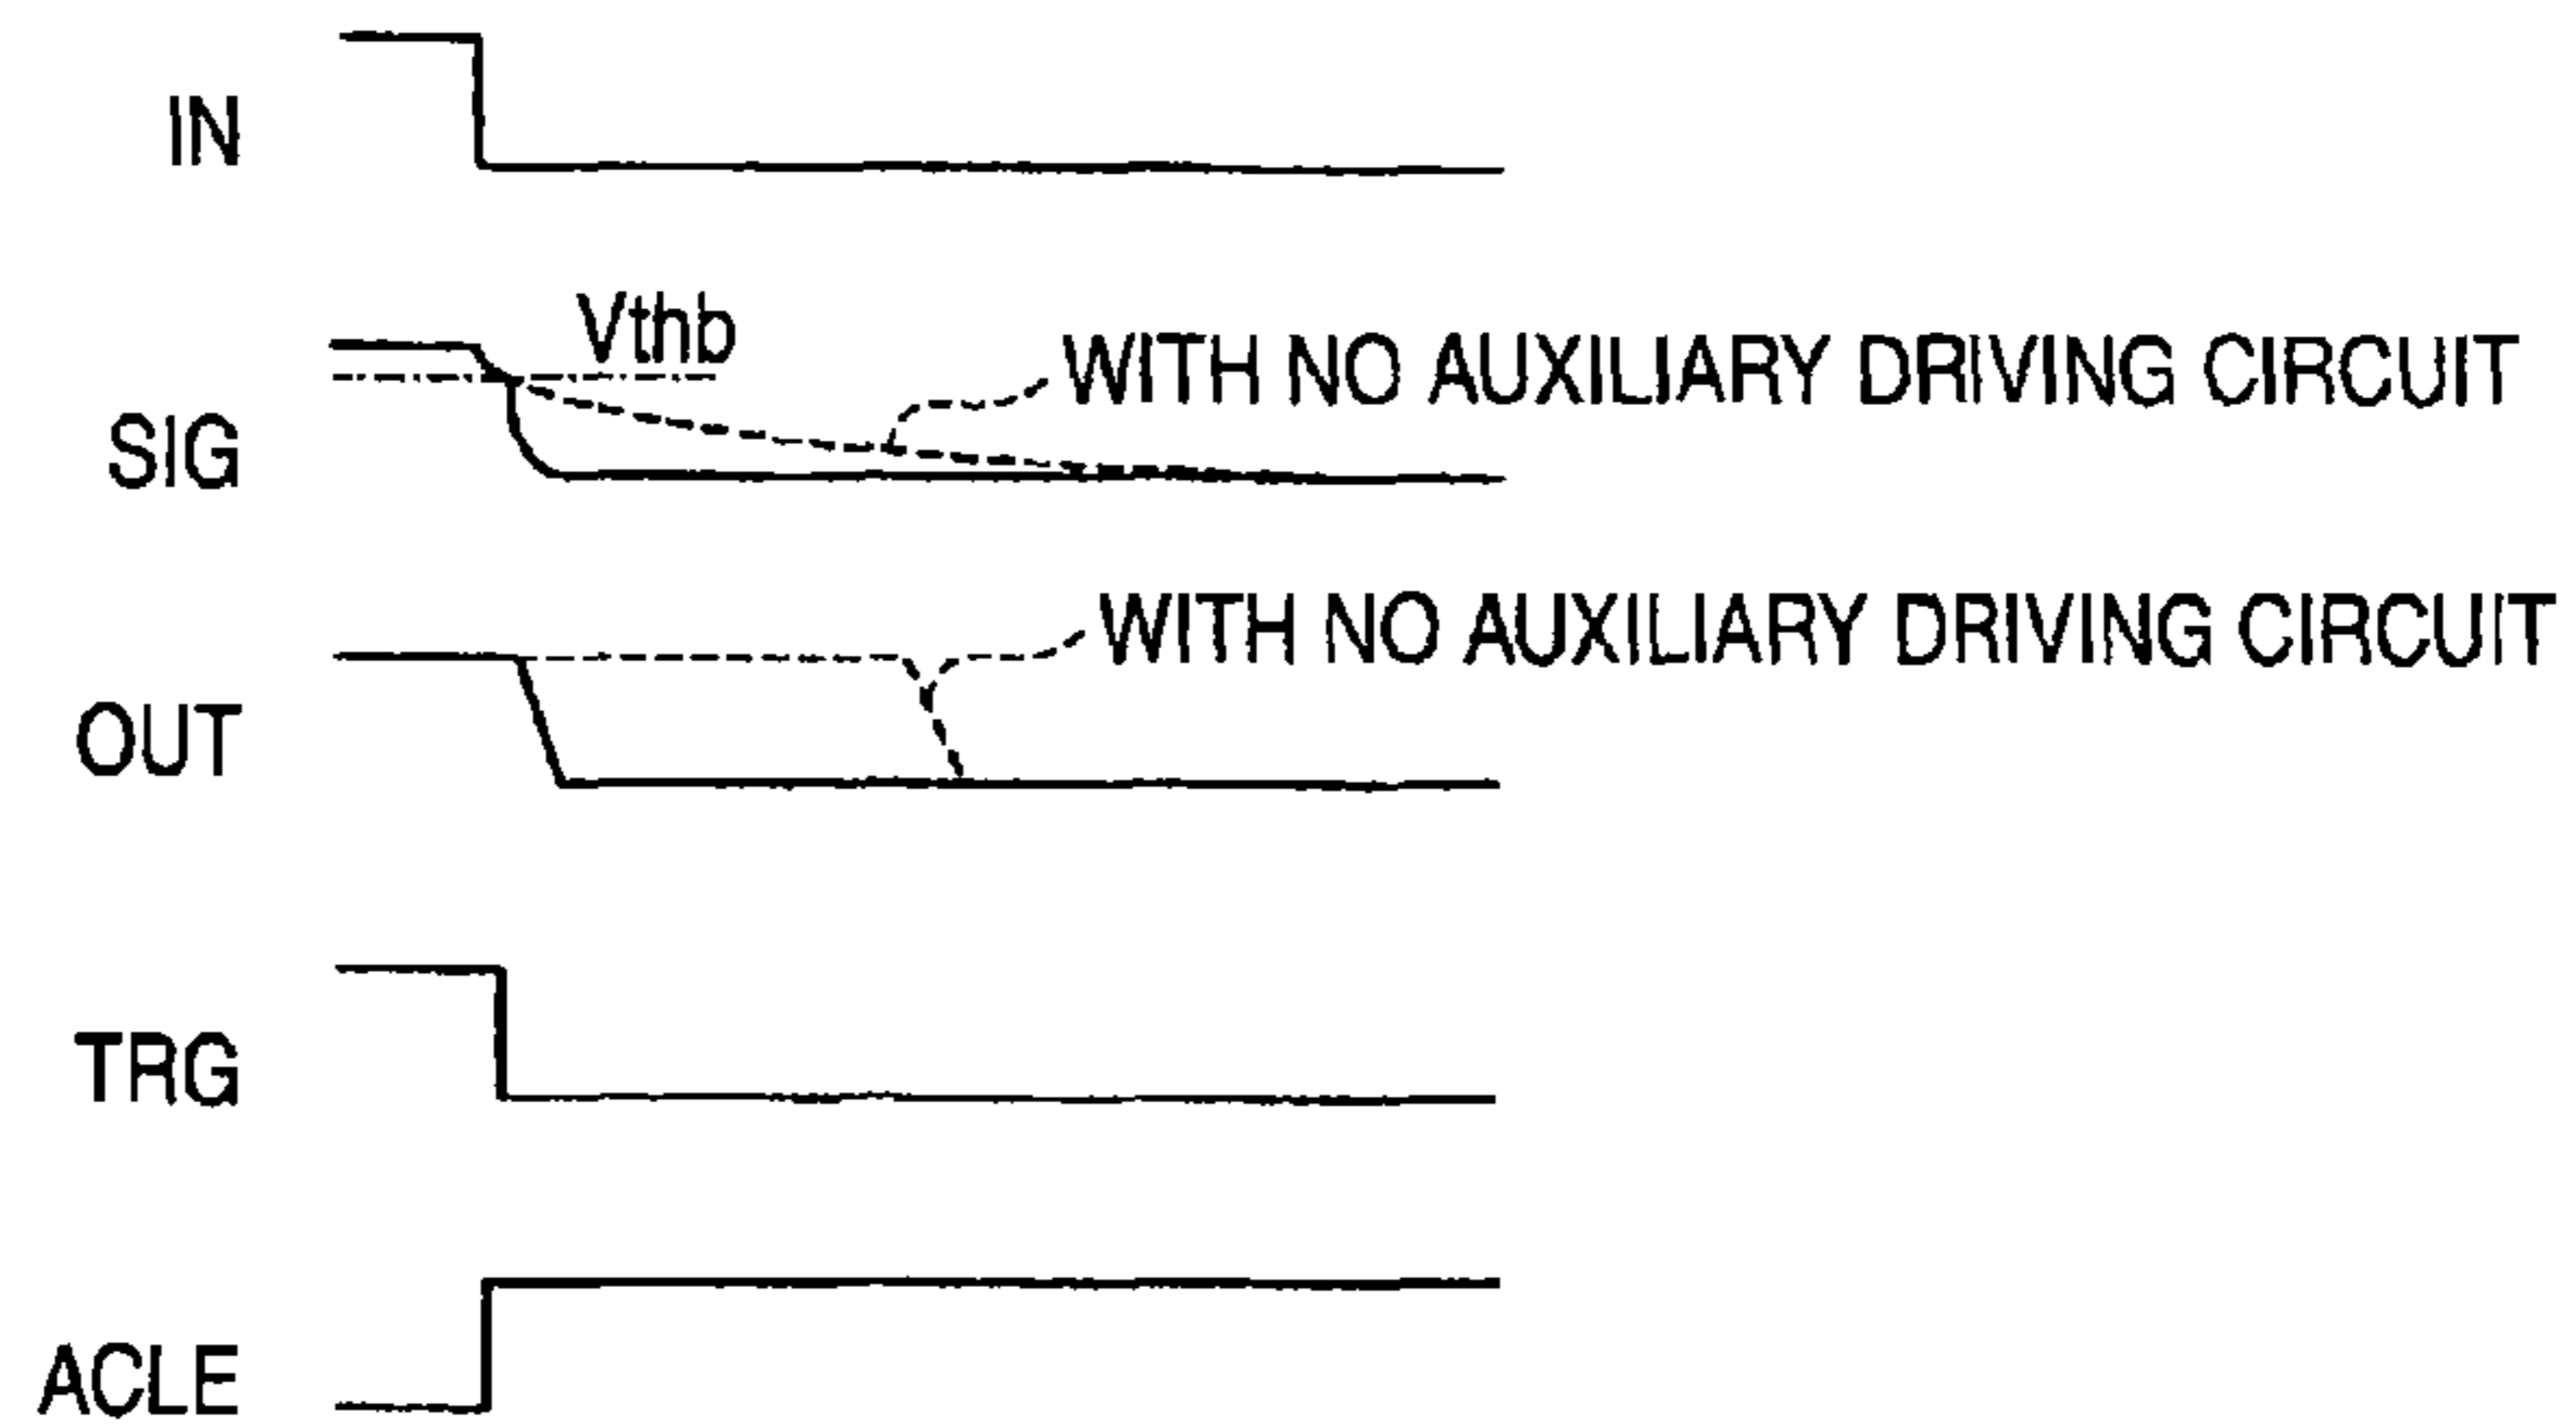 IN
Vthb
WITH NO AUXILIARY DRIVING CIRCUIT
SIG
WITH NO AUXILIARY DRIVING CIRCUIT
OUT
TRG
ACLE